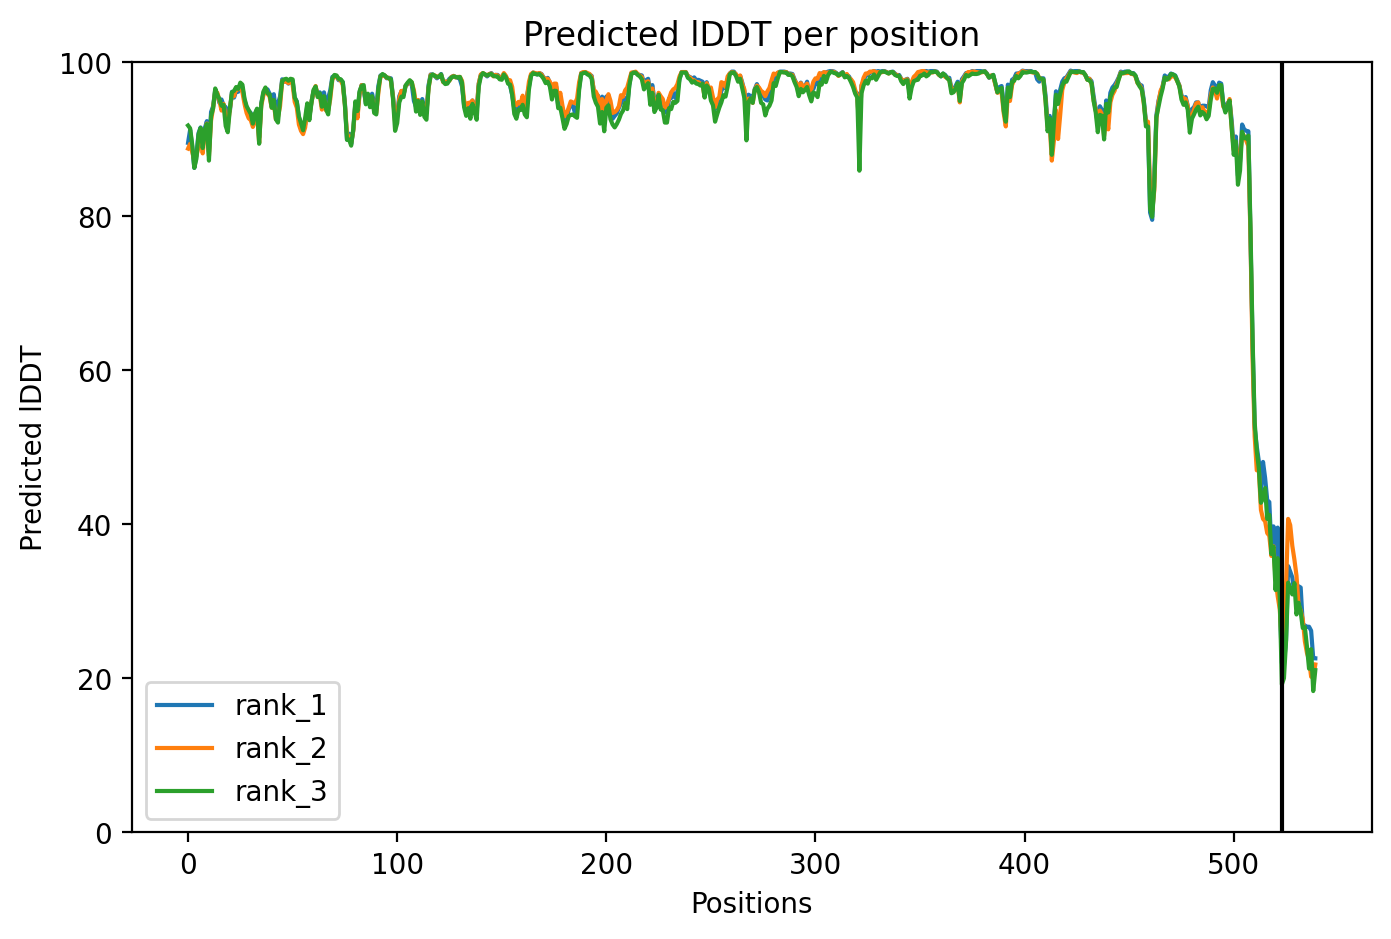 Predicted lDDT per position
Predicted lDDT
100
80
60
40
20
0
rank_1
rank_2
rank_3
0 100 200 300 400 500
Positions